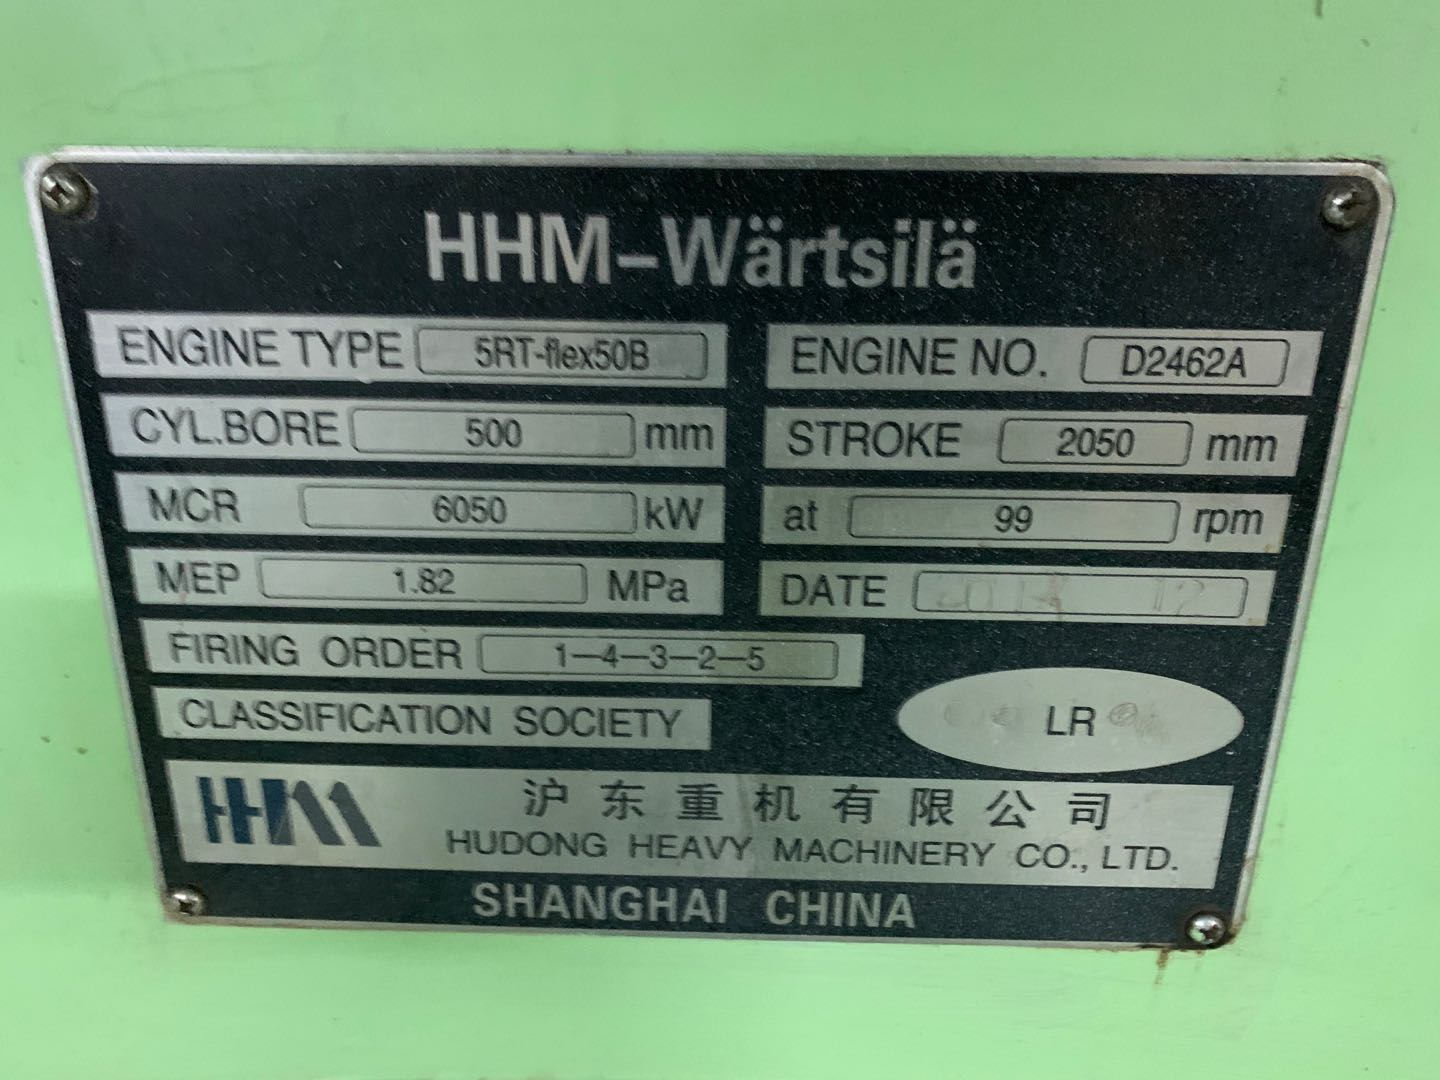 HHM-Wärtsilä
ENGINE TYPE 5RT-flex50B ENGINE NO. D2462A
CYL.BORE 500 mm STROKE 2050 mm
MCR 6050 kW at 99 rpm
MEP 1.82 MPa DATE 12
FIRING ORDER 1-4-3-2-5
CLASSIFICATION SOCIETY LR
HHM 沪东重机有限公司
HUDONG HEAVY MACHINERY CO., LTD.
SHANGHAI CHINA